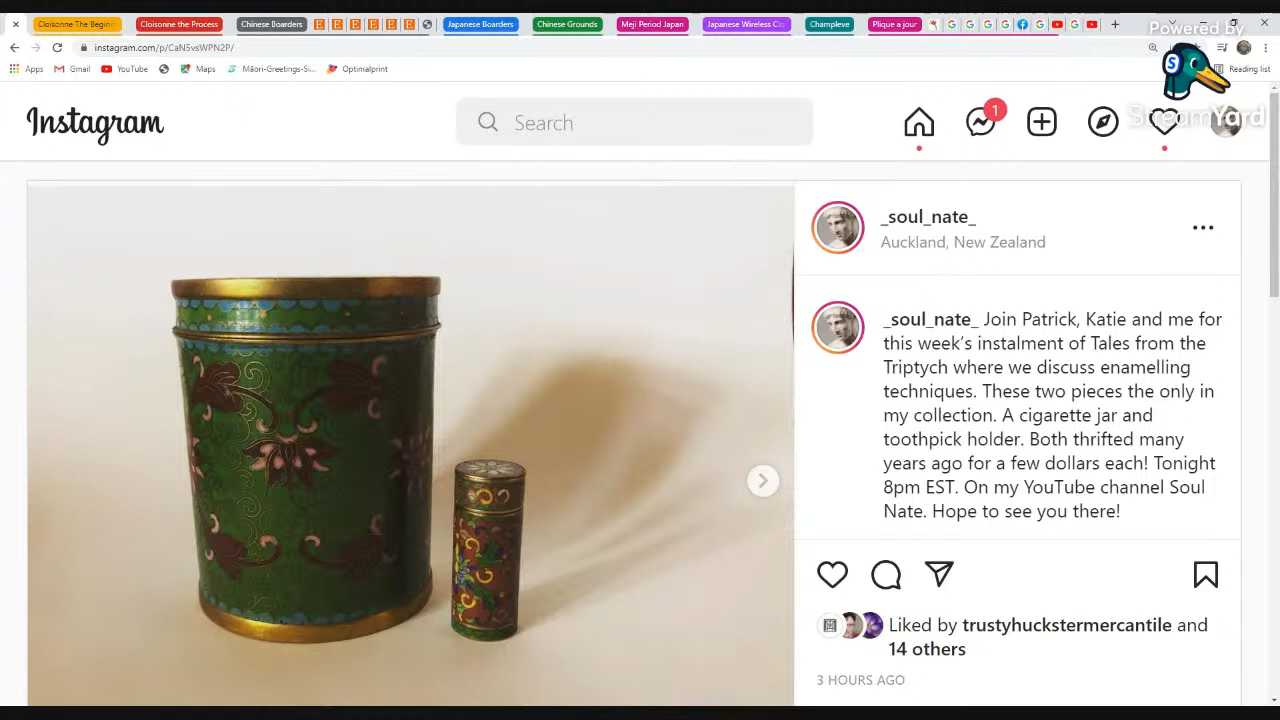 Cloisonne The Beginin
Cloisonne the Process
Chinese Boarders
Japanese Boarders
Chinese Grounds
Meji Period Japan
Japanese Wireless Clo
Champleve
Plique a jour
Powered by
instagram.com/p/CaN5vsWPN2P/
Apps
Gmail
YouTube
Maps
Māori-Greetings-Si...
Optimalprint
Reading list
S
StreamYard
Instagram
Search
1
_soul_nate_
Auckland, New Zealand
_soul_nate_ Join Patrick, Katie and me for
this week's instalment of Tales from the
Triptych where we discuss enamelling
techniques. These two pieces the only in
my collection. A cigarette jar and
toothpick holder. Both thrifted many
years ago for a few dollars each! Tonight
8pm EST. On my YouTube channel Soul
Nate. Hope to see you there!
Liked by trustyhuckstermercantile and
14 others
3 HOURS AGO